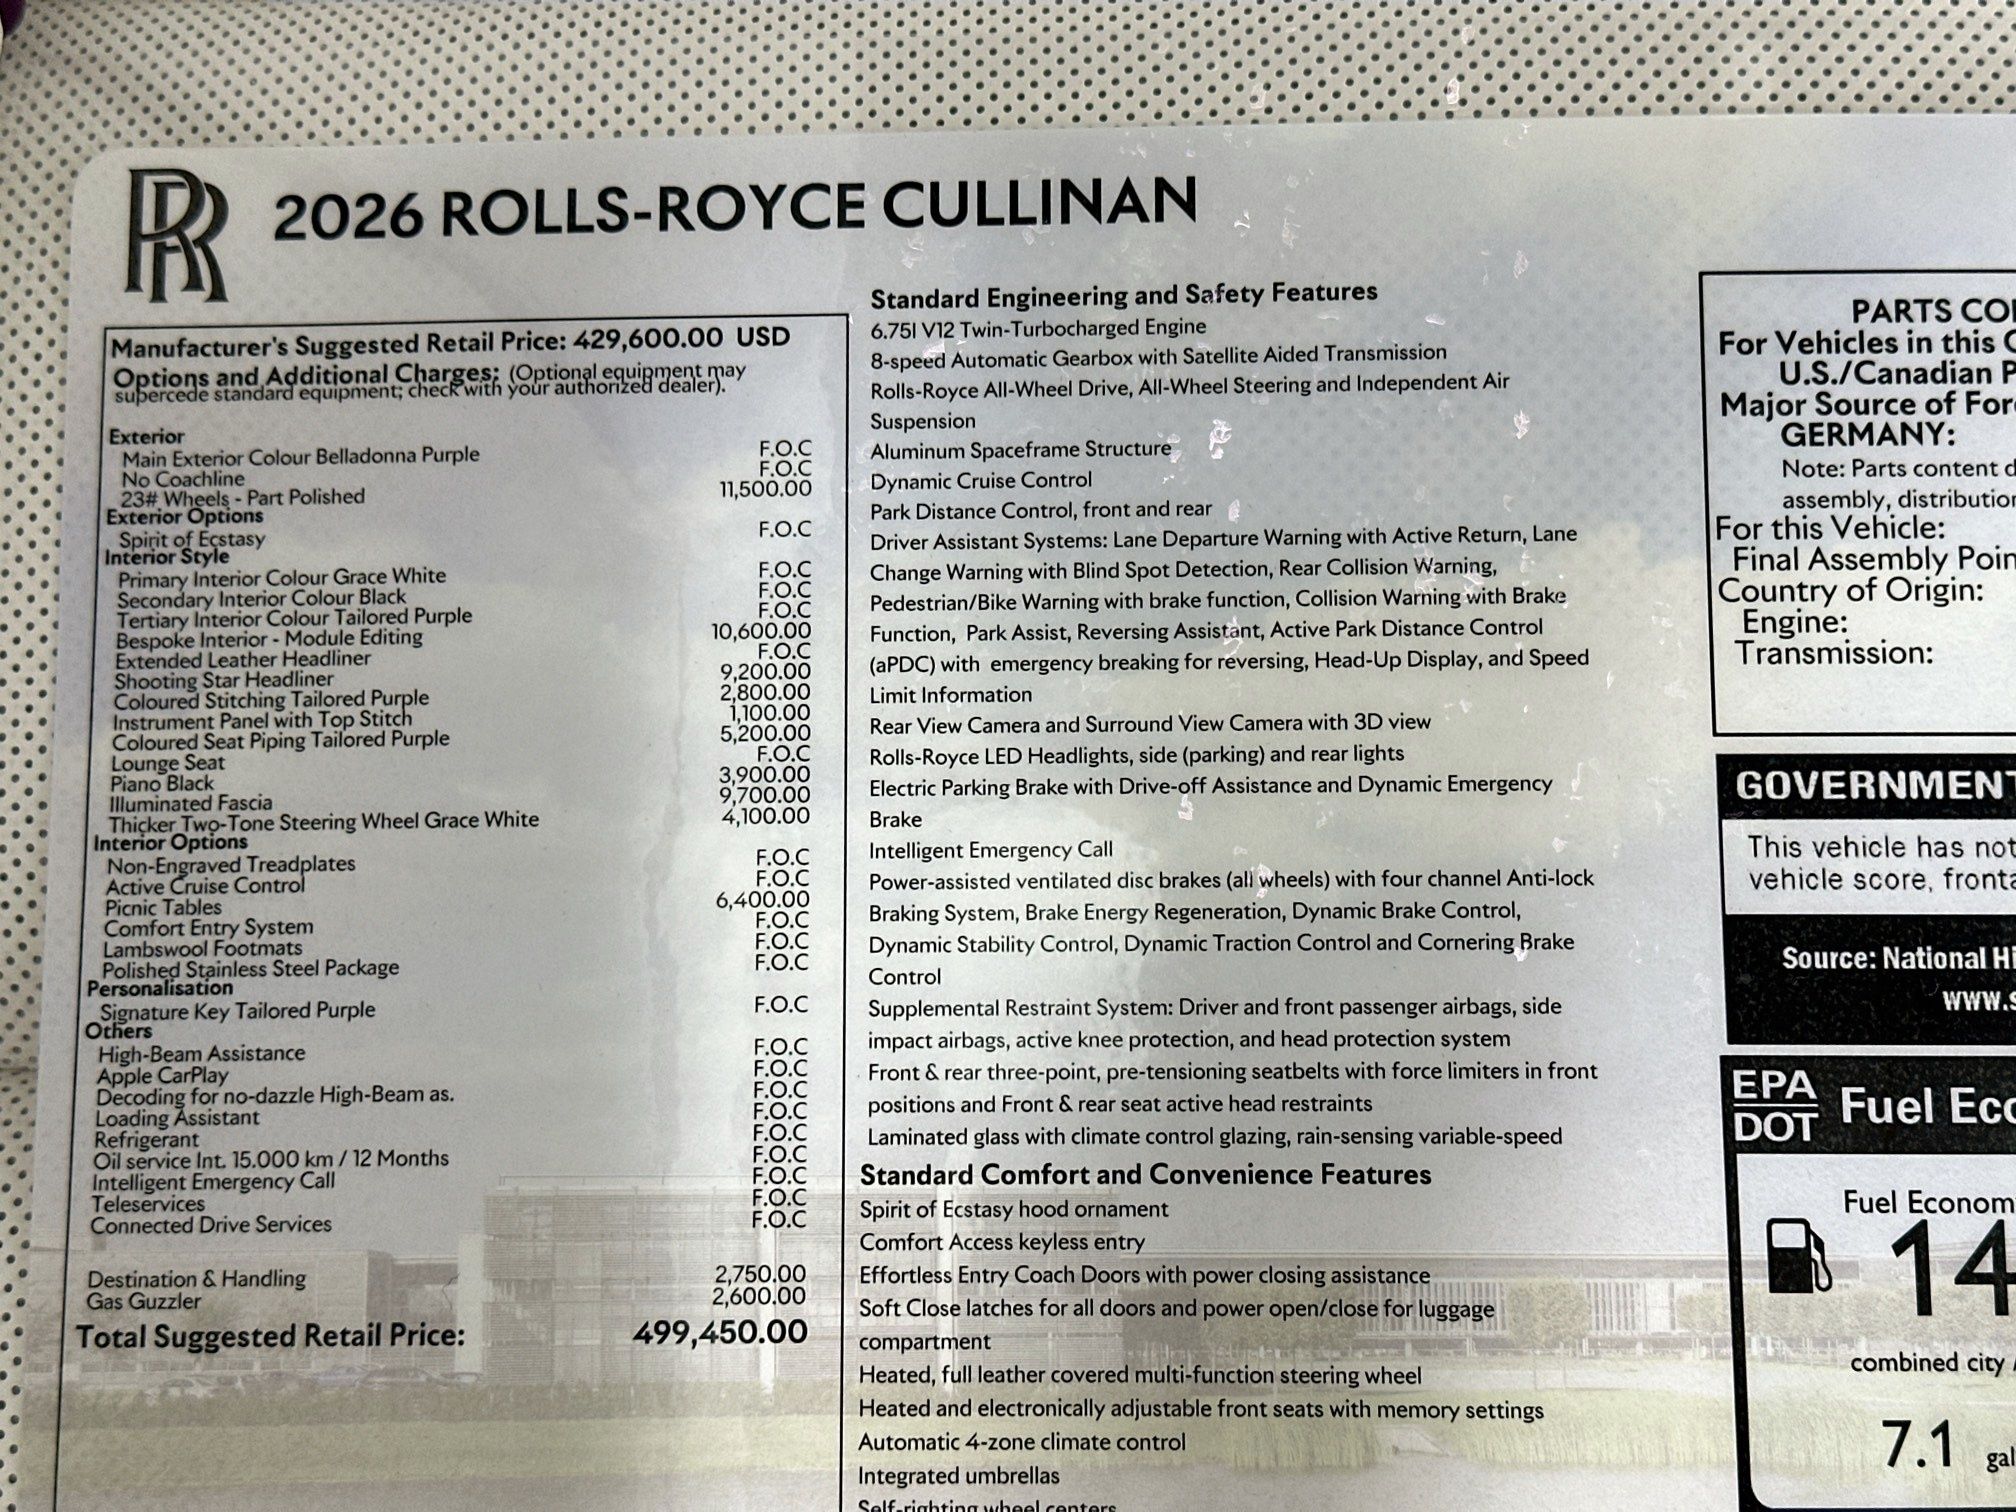 RR
2026 ROLLS-ROYCE CULLINAN
Manufacturer's Suggested Retail Price: 429,600.00 USD
Options and Additional Charges: (Optional equipment may
supercede standard equipment; check with your authorized dealer).
Exterior
Main Exterior Colour Belladonna Purple F.O.C
No Coachline F.O.C
23# Wheels - Part Polished 11,500.00
Exterior Options
Spirit of Ecstasy F.O.C
Interior Style
Primary Interior Colour Grace White F.O.C
Secondary Interior Colour Black F.O.C
Tertiary Interior Colour Tailored Purple F.O.C
Bespoke Interior - Module Editing 10,600.00
Extended Leather Headliner F.O.C
Shooting Star Headliner 9,200.00
Coloured Stitching Tailored Purple 2,800.00
Instrument Panel with Top Stitch 1,100.00
Coloured Seat Piping Tailored Purple 5,200.00
Lounge Seat F.O.C
Piano Black 3,900.00
Illuminated Fascia 9,700.00
Thicker Two-Tone Steering Wheel Grace White 4,100.00
Interior Options
Non-Engraved Treadplates F.O.C
Active Cruise Control F.O.C
Picnic Tables 6,400.00
Comfort Entry System F.O.C
Lambswool Footmats F.O.C
Polished Stainless Steel Package F.O.C
Personalisation
Signature Key Tailored Purple F.O.C
Others
High-Beam Assistance F.O.C
Apple CarPlay F.O.C
Decoding for no-dazzle High-Beam as. F.O.C
Loading Assistant F.O.C
Refrigerant F.O.C
Oil service Int. 15.000 km / 12 Months F.O.C
Intelligent Emergency Call F.O.C
Teleservices F.O.C
Connected Drive Services F.O.C
Destination & Handling 2,750.00
Gas Guzzler 2,600.00
Total Suggested Retail Price: 499,450.00
Standard Engineering and Safety Features
6.75l V12 Twin-Turbocharged Engine
8-speed Automatic Gearbox with Satellite Aided Transmission
Rolls-Royce All-Wheel Drive, All-Wheel Steering and Independent Air
Suspension
Aluminum Spaceframe Structure
Dynamic Cruise Control
Park Distance Control, front and rear
Driver Assistant Systems: Lane Departure Warning with Active Return, Lane
Change Warning with Blind Spot Detection, Rear Collision Warning,
Pedestrian/Bike Warning with brake function, Collision Warning with Brake
Function, Park Assist, Reversing Assistant, Active Park Distance Control
(aPDC) with emergency breaking for reversing, Head-Up Display, and Speed
Limit Information
Rear View Camera and Surround View Camera with 3D view
Rolls-Royce LED Headlights, side (parking) and rear lights
Electric Parking Brake with Drive-off Assistance and Dynamic Emergency
Brake
Intelligent Emergency Call
Power-assisted ventilated disc brakes (all wheels) with four channel Anti-lock
Braking System, Brake Energy Regeneration, Dynamic Brake Control,
Dynamic Stability Control, Dynamic Traction Control and Cornering Brake
Control
Supplemental Restraint System: Driver and front passenger airbags, side
impact airbags, active knee protection, and head protection system
Front & rear three-point, pre-tensioning seatbelts with force limiters in front
positions and Front & rear seat active head restraints
Laminated glass with climate control glazing, rain-sensing variable-speed
Standard Comfort and Convenience Features
Spirit of Ecstasy hood ornament
Comfort Access keyless entry
Effortless Entry Coach Doors with power closing assistance
Soft Close latches for all doors and power open/close for luggage
compartment
Heated, full leather covered multi-function steering wheel
Heated and electronically adjustable front seats with memory settings
Automatic 4-zone climate control
Integrated umbrellas
Self-righting wheel centers
PARTS CO
For Vehicles in this
U.S./Canadian P
Major Source of For
GERMANY:
Note: Parts content d
assembly, distribution
For this Vehicle:
Final Assembly Poin
Country of Origin:
Engine:
Transmission:
GOVERNMENT
This vehicle has not
vehicle score, fronta
Source: National Hi
www.s
EPA
DOT Fuel Eco
Fuel Econom
14
combined city
7.1 gal